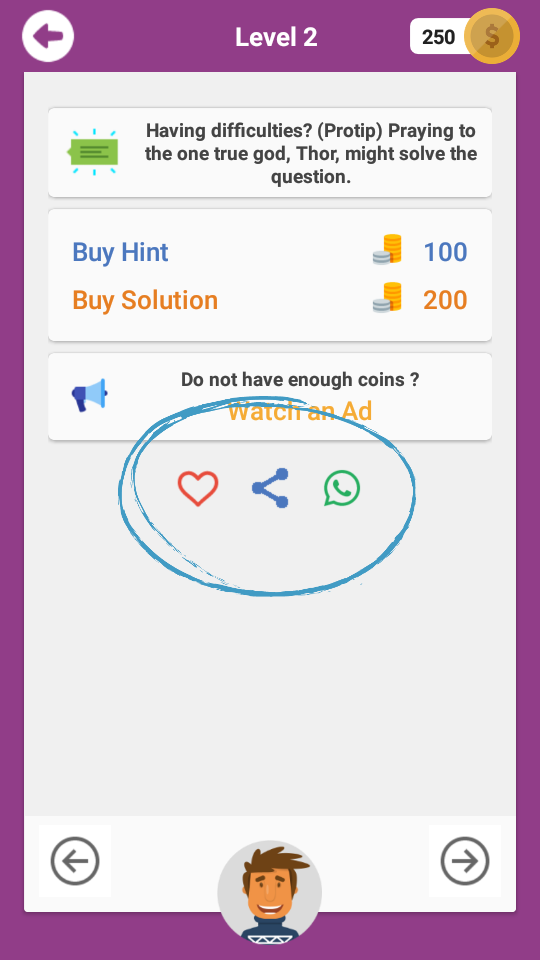 Level 2
250
Having difficulties? (Protip) Praying to
the one true god, Thor, might solve the
question.
Buy Hint 100
Buy Solution 200
Do not have enough coins ?
Watch an Ad